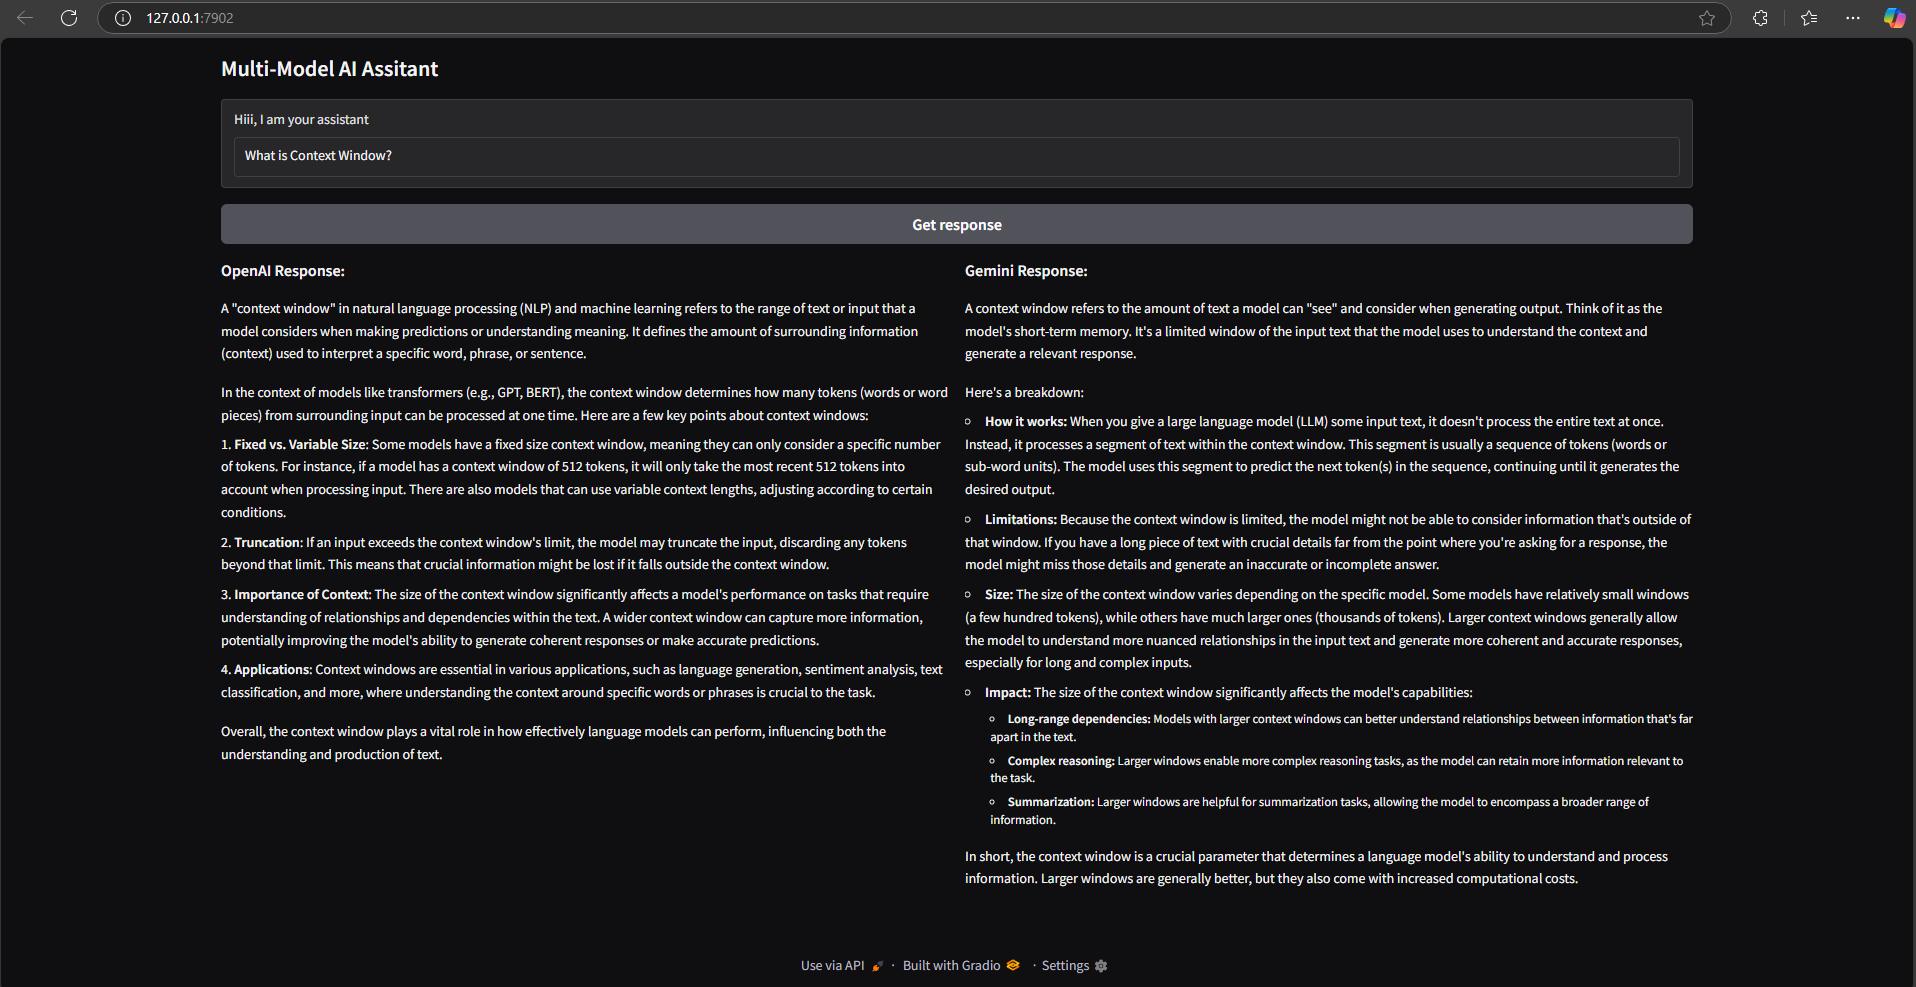 127.0.0.1:7902
Multi-Model AI Assitant
Hiii, I am your assistant
What is Context Window?
Get response
OpenAI Response:
A "context window" in natural language processing (NLP) and machine learning refers to the range of text or input that a
model considers when making predictions or understanding meaning. It defines the amount of surrounding information
(context) used to interpret a specific word, phrase, or sentence.
In the context of models like transformers (e.g., GPT, BERT), the context window determines how many tokens (words or word
pieces) from surrounding input can be processed at one time. Here are a few key points about context windows:
1. Fixed vs. Variable Size: Some models have a fixed size context window, meaning they can only consider a specific number
of tokens. For instance, if a model has a context window of 512 tokens, it will only take the most recent 512 tokens into
account when processing input. There are also models that can use variable context lengths, adjusting according to certain
conditions.
2. Truncation: If an input exceeds the context window's limit, the model may truncate the input, discarding any tokens
beyond that limit. This means that crucial information might be lost if it falls outside the context window.
3. Importance of Context: The size of the context window significantly affects a model's performance on tasks that require
understanding of relationships and dependencies within the text. A wider context window can capture more information,
potentially improving the model's ability to generate coherent responses or make accurate predictions.
4. Applications: Context windows are essential in various applications, such as language generation, sentiment analysis, text
classification, and more, where understanding the context around specific words or phrases is crucial to the task.
Overall, the context window plays a vital role in how effectively language models can perform, influencing both the
understanding and production of text.
Gemini Response:
A context window refers to the amount of text a model can "see" and consider when generating output. Think of it as the
model's short-term memory. It's a limited window of the input text that the model uses to understand the context and
generate a relevant response.
Here's a breakdown:
How it works: When you give a large language model (LLM) some input text, it doesn't process the entire text at once.
Instead, it processes a segment of text within the context window. This segment is usually a sequence of tokens (words or
sub-word units). The model uses this segment to predict the next token(s) in the sequence, continuing until it generates the
desired output.
Limitations: Because the context window is limited, the model might not be able to consider information that's outside of
that window. If you have a long piece of text with crucial details far from the point where you're asking for a response, the
model might miss those details and generate an inaccurate or incomplete answer.
Size: The size of the context window varies depending on the specific model. Some models have relatively small windows
(a few hundred tokens), while others have much larger ones (thousands of tokens). Larger context windows generally allow
the model to understand more nuanced relationships in the input text and generate more coherent and accurate responses,
especially for long and complex inputs.
Impact: The size of the context window significantly affects the model's capabilities:
Long-range dependencies: Models with larger context windows can better understand relationships between information that's far
apart in the text.
Complex reasoning: Larger windows enable more complex reasoning tasks, as the model can retain more information relevant to
the task.
Summarization: Larger windows are helpful for summarization tasks, allowing the model to encompass a broader range of
information.
In short, the context window is a crucial parameter that determines a language model's ability to understand and process
information. Larger windows are generally better, but they also come with increased computational costs.
Use via API · Built with Gradio · Settings